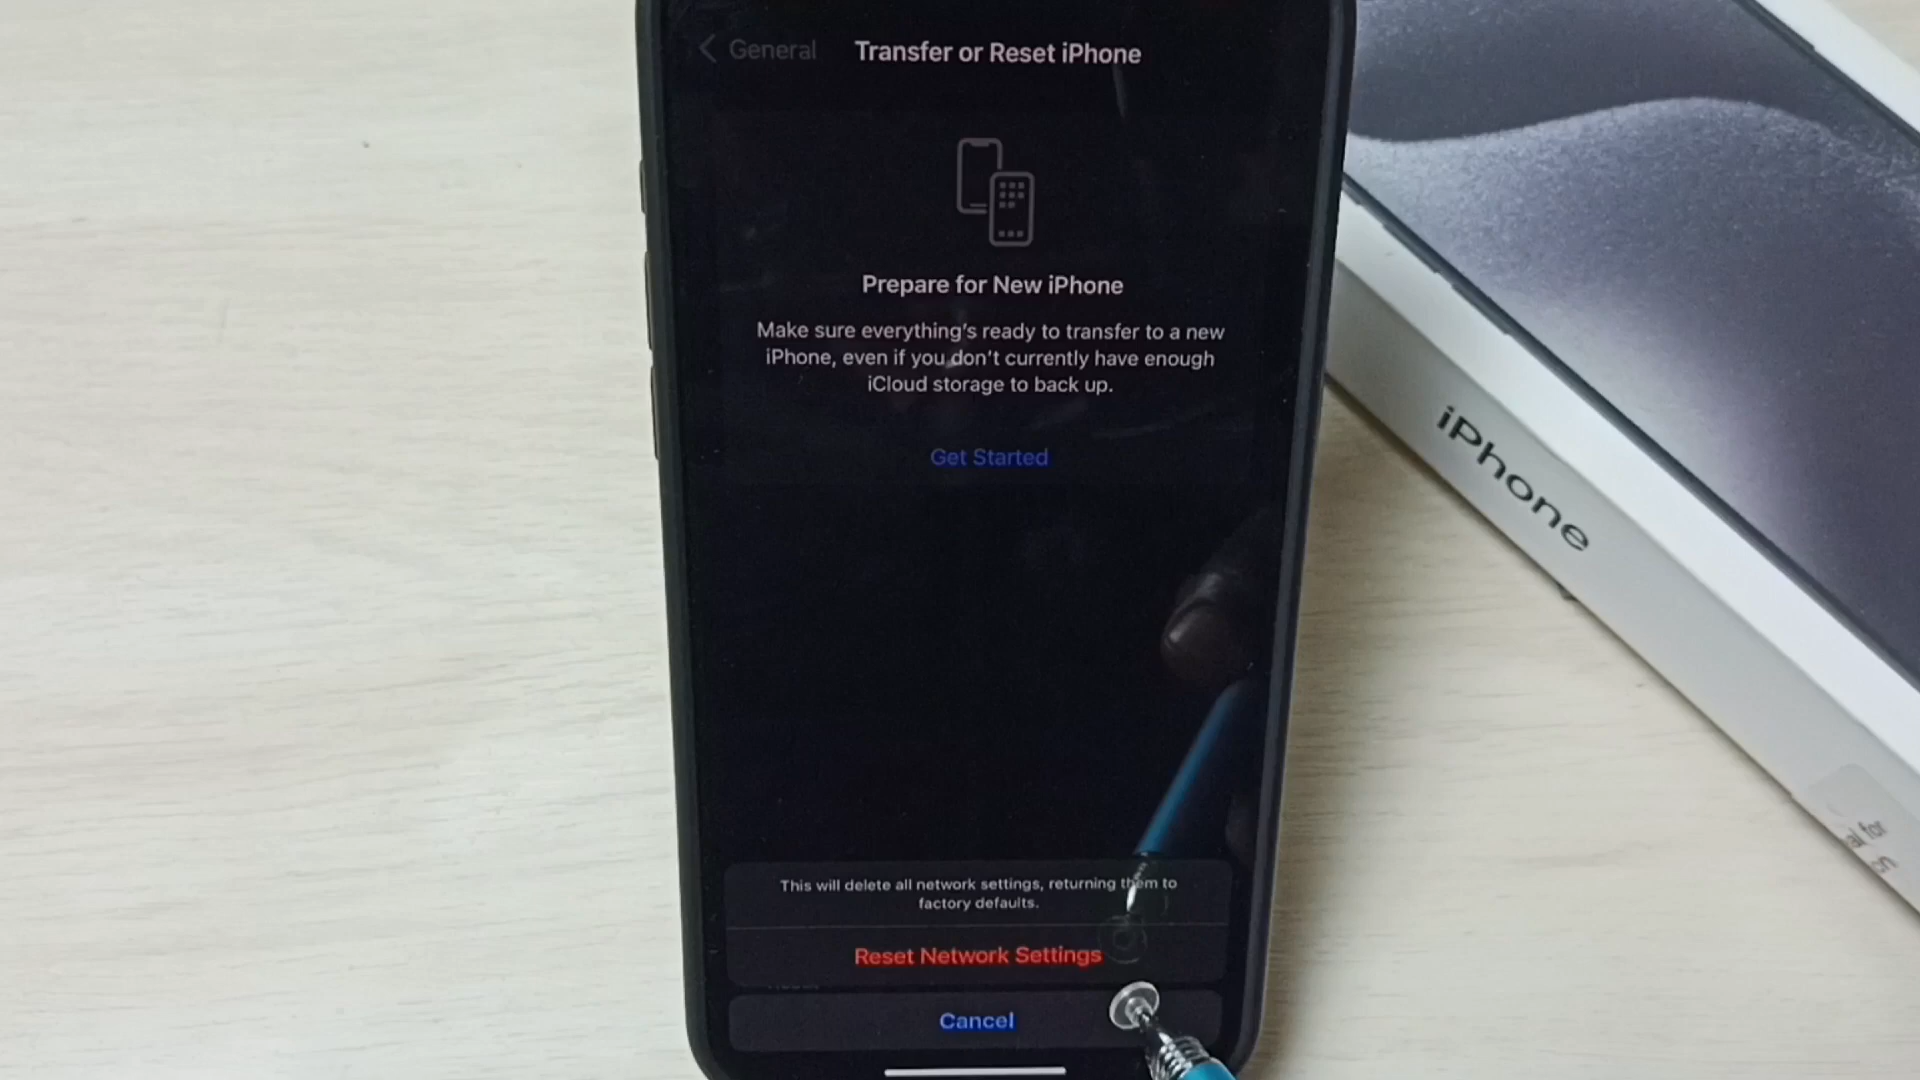 General
Transfer or Reset iPhone
Prepare for New iPhone
Make sure everything's ready to transfer to a new
iPhone, even if you don't currently have enough
iCloud storage to back up.
Get Started
This will delete all network settings, returning them to
factory defaults.
Reset Network Settings
Cancel
iPhone
for